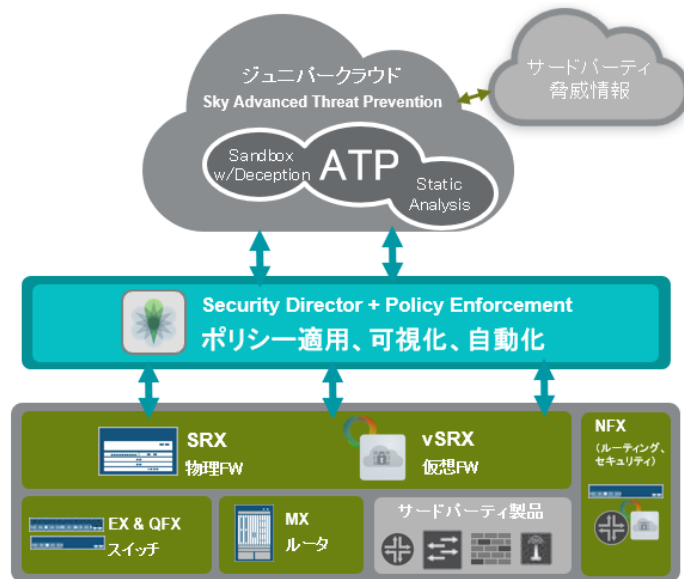 ジュニパークラウド
Sky Advanced Threat Prevention
サードパーティ
脅威情報
Sandbox
w/Deception
ATP
Static
Analysis
Security Director + Policy Enforcement
ポリシー適用、可視化、自動化
SRX
物理FW
vSRX
仮想FW
NFX
(ルーティング、
セキュリティ)
EX & QFX
スイッチ
MX
ルータ
サードパーティ製品